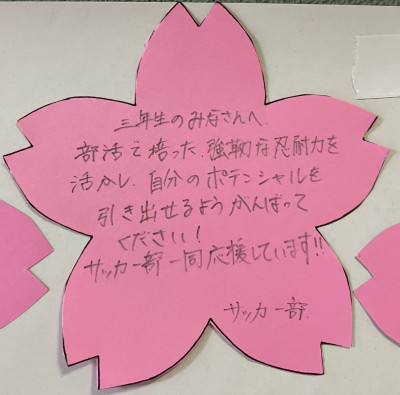 三年生のみなさんへ
部活で培った、強靭な忍耐力を
活かし、自分のポテンシャルを
引き出せるようがんばって
ください!
サッカー部一同応援しています!!
サッカー部.